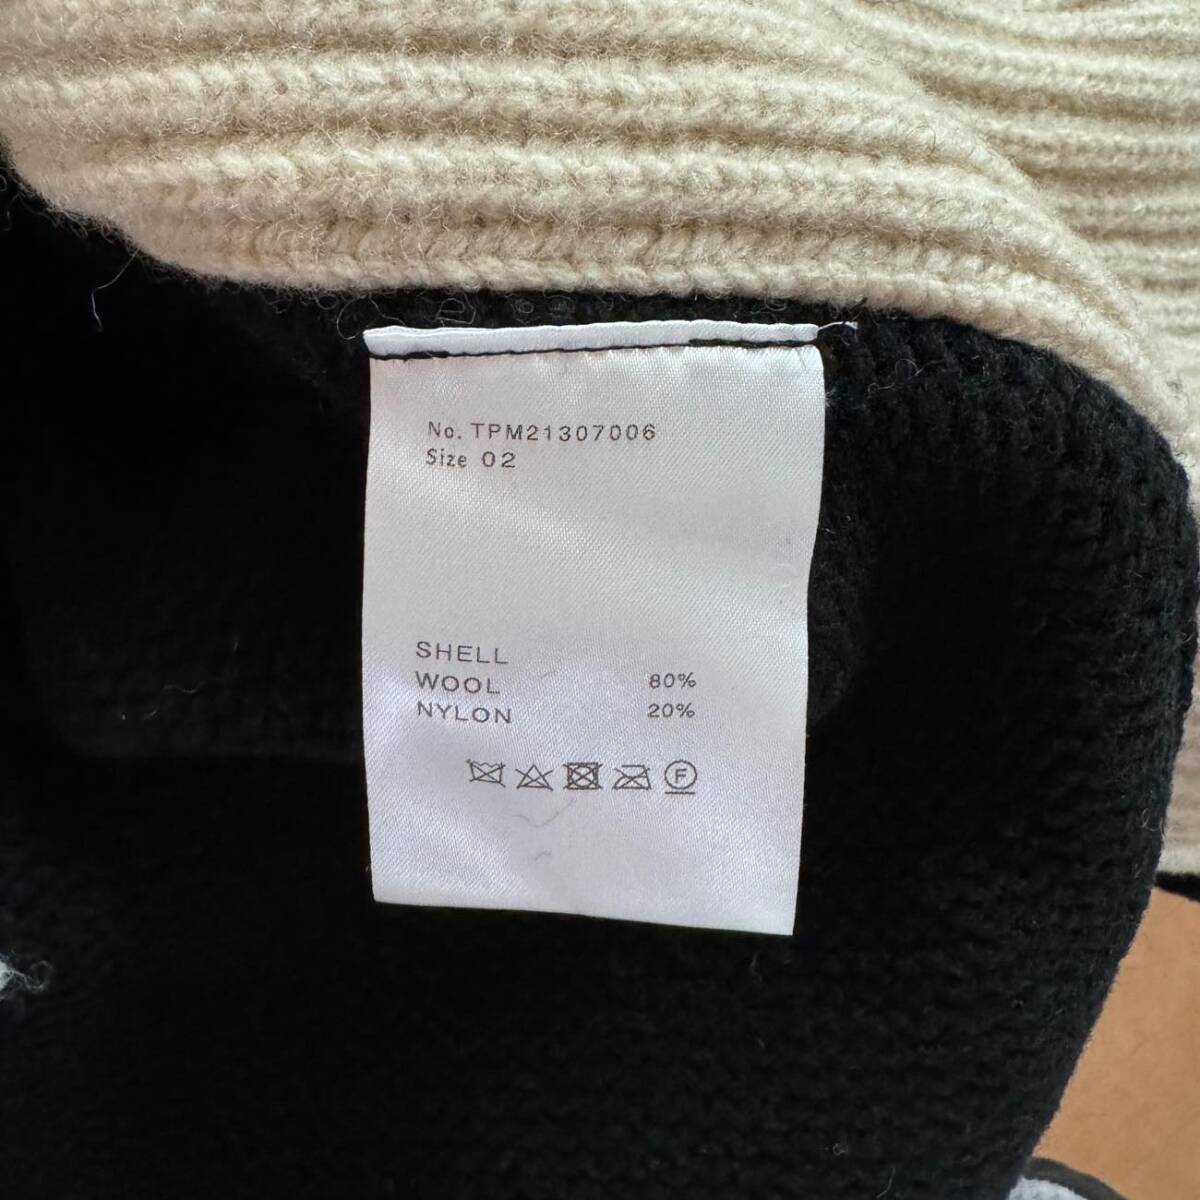 No. TPM21307006
Size 02
SHELL
WOOL 80%
NYLON 20%
F